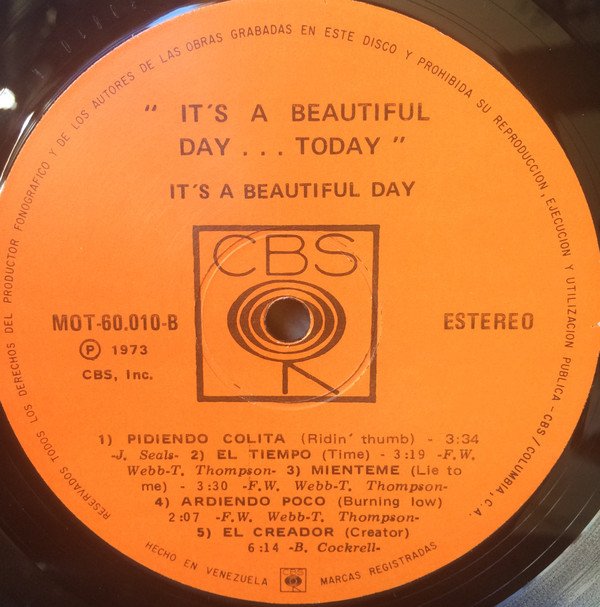 RESERVADOS TODOS LOS DERECHOS DEL PRODUCTOR FONOGRAFICO Y DE LOS AUTORES DE LAS OBRAS GRABADAS EN ESTE DISCO Y PROHIBIDA SU REPRODUCCION, EJECUCION Y UTILIZACION PUBLICA - CBS / COLUMBIA, C. A.
" IT'S A BEAUTIFUL
DAY . . . TODAY "
IT'S A BEAUTIFUL DAY
CBS
MOT-60.010-B
ESTEREO
Ⓟ 1973
CBS, Inc.
1) PIDIENDO COLITA (Ridin' thumb) - 3:34
-J. Seals- 2) EL TIEMPO (Time) - 3:19 -F.W.
Webb-T. Thompson- 3) MIENTEME (Lie to
me) - 3:30 -F.W. Webb-T. Thompson-
4) ARDIENDO POCO (Burning low)
2:07 -F.W. Webb-T. Thompson-
5) EL CREADOR (Creator)
6:14 -B. Cockrell-
HECHO EN VENEZUELA CBS MARCAS REGISTRADAS